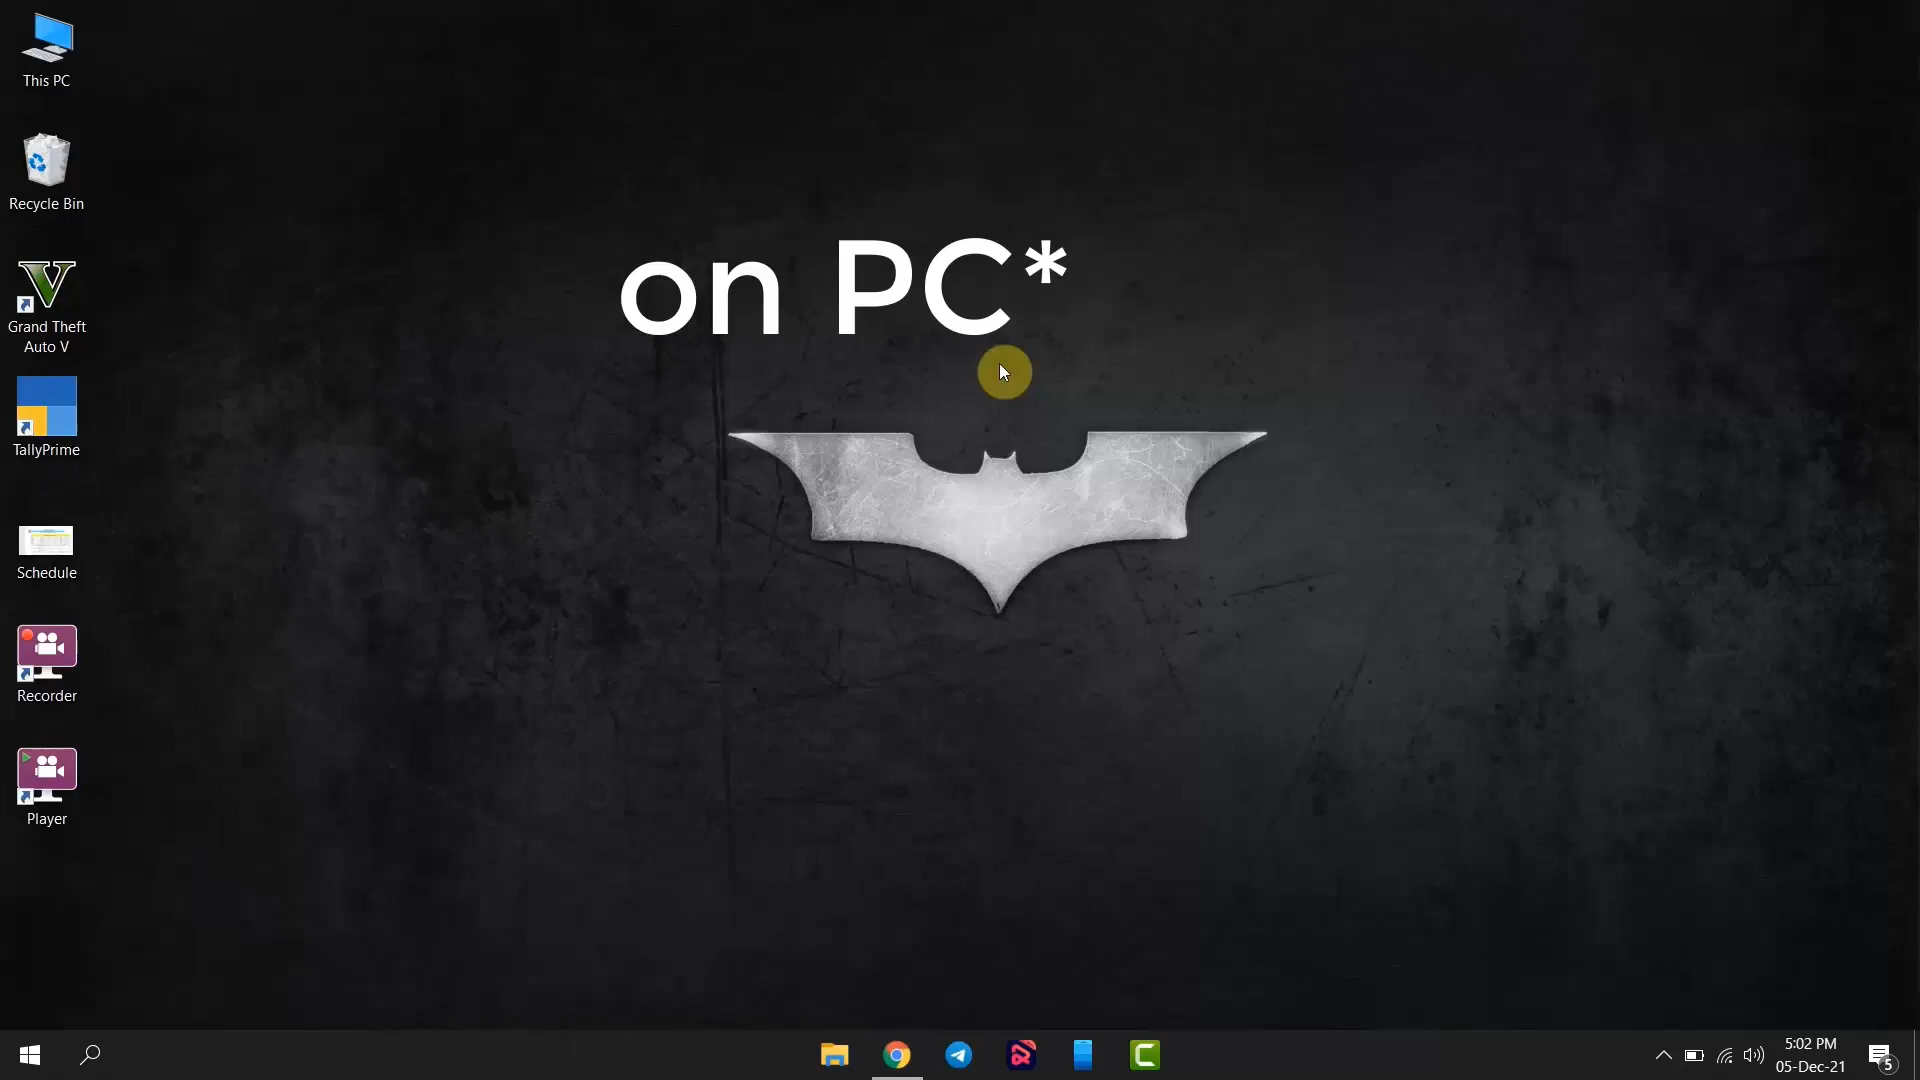 This PC
Recycle Bin
Grand Theft
Auto V
TallyPrime
Schedule
Recorder
Player
on PC*
5:02 PM
05-Dec-21
5